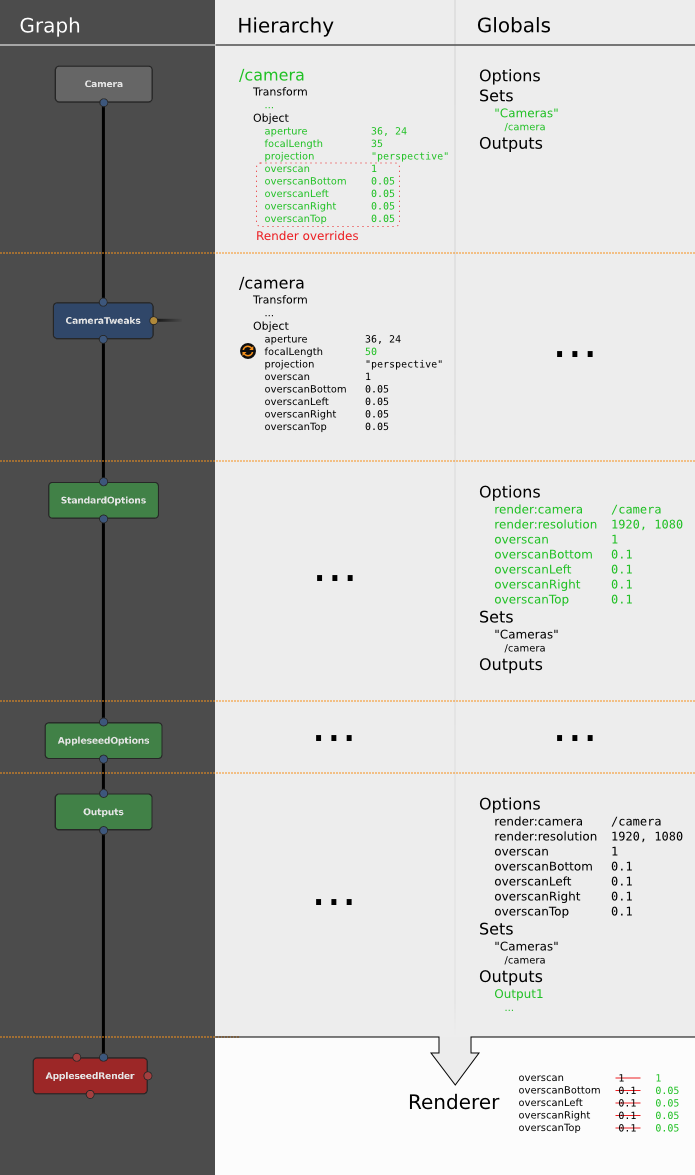 Graph Hierarchy Globals
Camera
/camera
Transform
...
Object
aperture 36, 24
focalLength 35
projection "perspective"
overscan 1
overscanBottom 0.05
overscanLeft 0.05
overscanRight 0.05
overscanTop 0.05
Render overrides
Options
Sets
"Cameras"
/camera
Outputs
CameraTweaks
/camera
Transform
...
Object
aperture 36, 24
focalLength 50
projection "perspective"
overscan 1
overscanBottom 0.05
overscanLeft 0.05
overscanRight 0.05
overscanTop 0.05
...
StandardOptions
...
Options
render:camera /camera
render:resolution 1920, 1080
overscan 1
overscanBottom 0.1
overscanLeft 0.1
overscanRight 0.1
overscanTop 0.1
Sets
"Cameras"
/camera
Outputs
AppleseedOptions
...
...
Outputs
...
Options
render:camera /camera
render:resolution 1920, 1080
overscan 1
overscanBottom 0.1
overscanLeft 0.1
overscanRight 0.1
overscanTop 0.1
Sets
"Cameras"
/camera
Outputs
Output1
...
AppleseedRender
Renderer
overscan 1 1
overscanBottom 0.1 0.05
overscanLeft 0.1 0.05
overscanRight 0.1 0.05
overscanTop 0.1 0.05